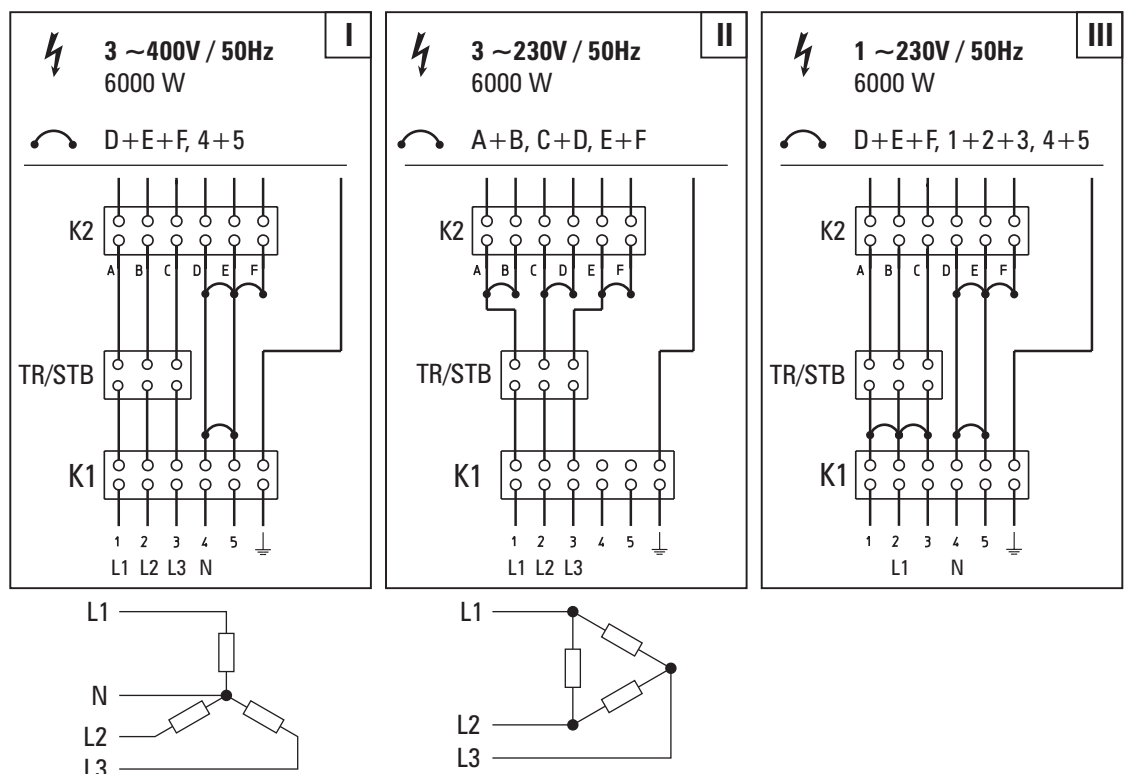 I
3 ~400V / 50Hz
6000 W
D+E+F, 4+5
K2
A B C D E F
TR/STB
K1
1 2 3 4 5
L1 L2 L3 N
II
3 ~230V / 50Hz
6000 W
A+B, C+D, E+F
K2
A B C D E F
TR/STB
K1
1 2 3 4 5
L1 L2 L3
III
1 ~230V / 50Hz
6000 W
D+E+F, 1+2+3, 4+5
K2
A B C D E F
TR/STB
K1
1 2 3 4 5
L1 N
L1
N
L2
L3
L1
L2
L3